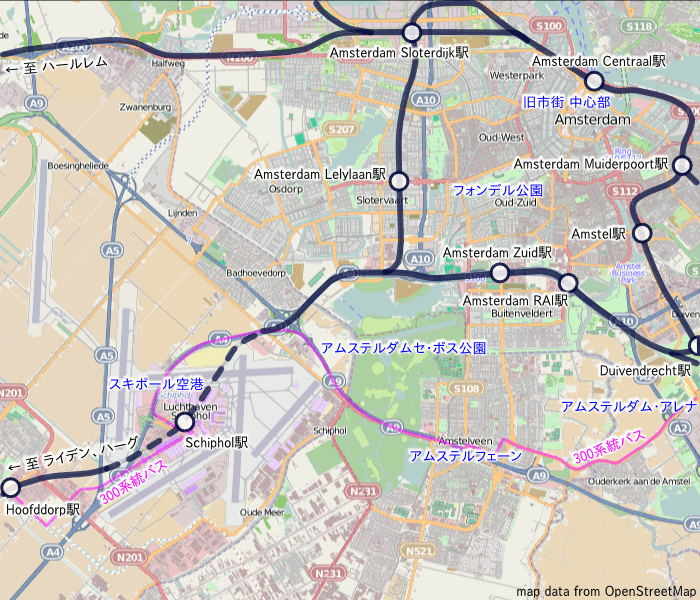 S100
S118
A200
N200
Amsterdam Sloterdijk駅
← 至 ハールレム
Halfweg
Amsterdam Centraal駅
Westerpark
A9
Zwanenburg
A10
旧市街 中心部
Amsterdam
S207
Oud-West
Boesingheliede
Amsterdam Muiderpoort駅
Amsterdam Lelylaan駅
Osdorp
フォンデル公園
S112
Slotervaart
Oud-Zuid
Lijnden
Amstel駅
A5
Amsterdam Zuid駅
A10
Badhoevedorp
Amstel
Business
Park
Amsterdam RAI駅
Buitenveldert
A10
アムステルダムセ・ボス公園
A5
Duivendrecht駅
スキポール空港
Schiphol
A9
S108
N201
Luchthaven
Schiphol
アムステルダム・アレナ
A5
Schiphol駅
Schiphol
A9
Amstelveen
A2
← 至 ライデン、ハーグ
アムステルフェーン
300系統バス
300系統バス
A9
Ouderkerk aan de Amstel
N231
Hoofddorp駅
Oude Meer
A9
A4
N201
N521
N231
map data from OpenStreetMap